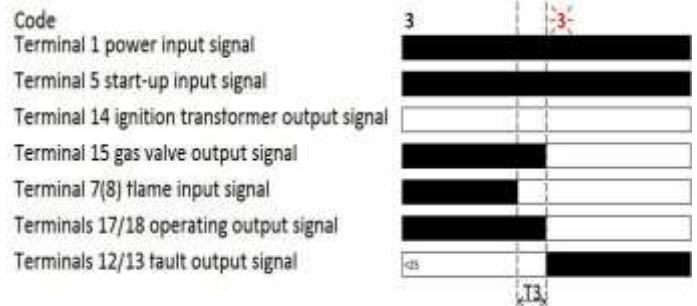 Code 3 3
Terminal 1 power input signal
Terminal 5 start-up input signal
Terminal 14 ignition transformer output signal
Terminal 15 gas valve output signal
Terminal 7(8) flame input signal
Terminals 17/18 operating output signal
Terminals 12/13 fault output signal
T3